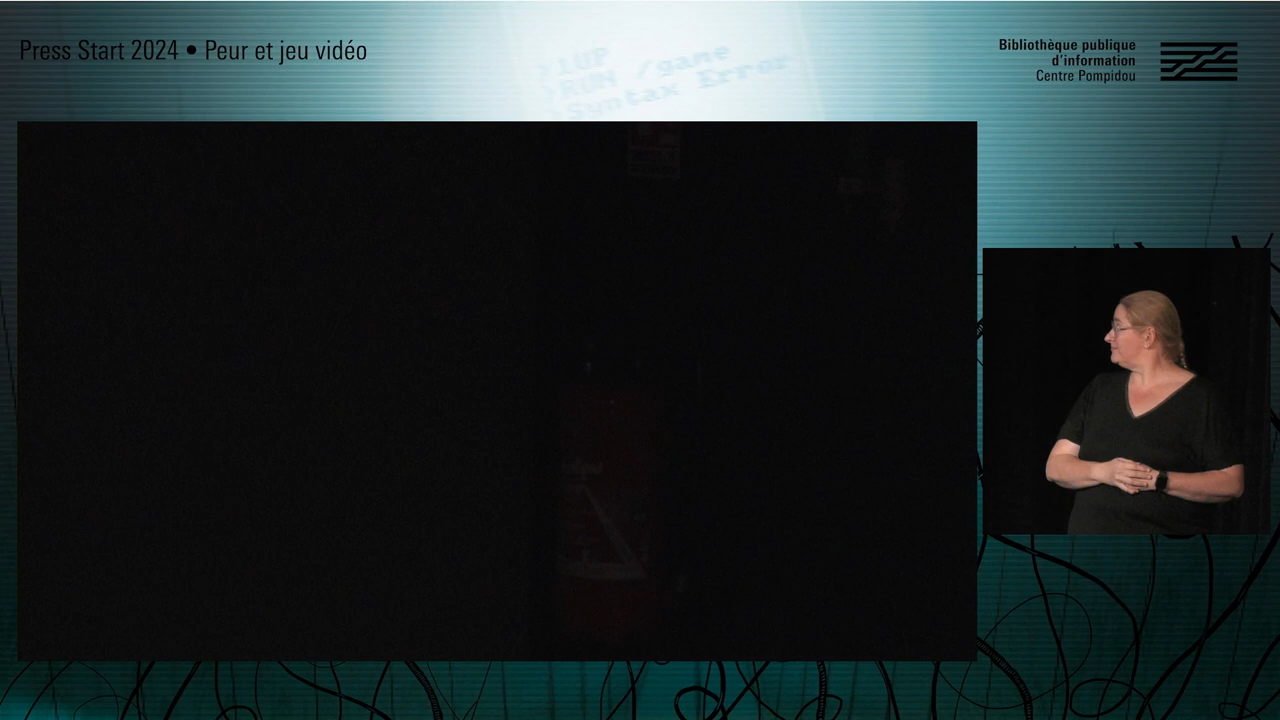 Press Start 2024 • Peur et jeu vidéo
Bibliothèque publique
d'information
Centre Pompidou
1UP
RUN /game
Syntax Error